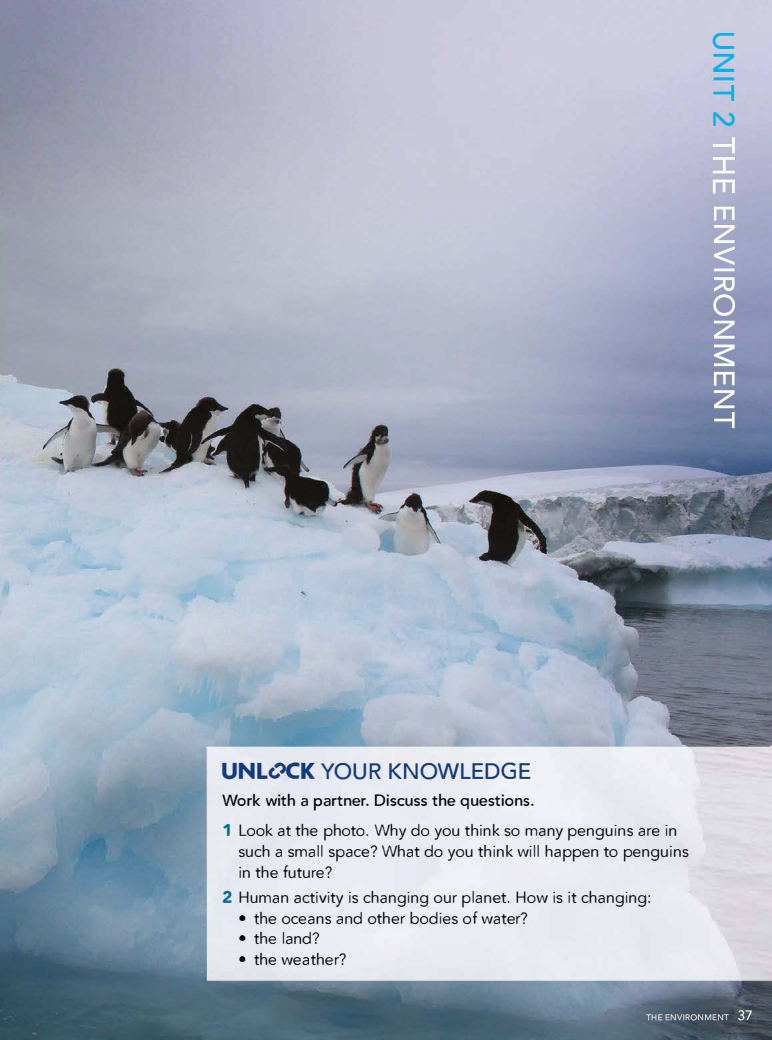 UNIT 2 THE ENVIRONMENT
UNLOCK YOUR KNOWLEDGE
Work with a partner. Discuss the questions.
1 Look at the photo. Why do you think so many penguins are in
such a small space? What do you think will happen to penguins
in the future?
2 Human activity is changing our planet. How is it changing:
• the oceans and other bodies of water?
• the land?
• the weather?
THE ENVIRONMENT 37